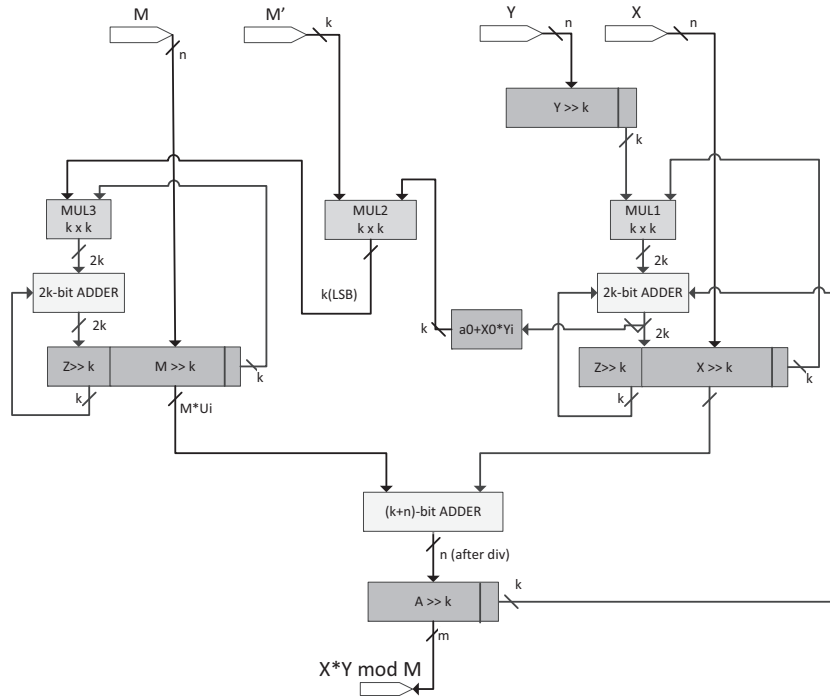 M
M'
Y
X
n
k
n
n
Y >> k
k
MUL3
k x k
MUL2
k x k
MUL1
k x k
2k
2k
2k-bit ADDER
2k-bit ADDER
k(LSB)
2k
k
a0+X0*Yi
2k
Z>> k
M >> k
k
Z>> k
X >> k
k
k
M*Ui
k
(k+n)-bit ADDER
n (after div)
A >> k
k
m
X*Y mod M